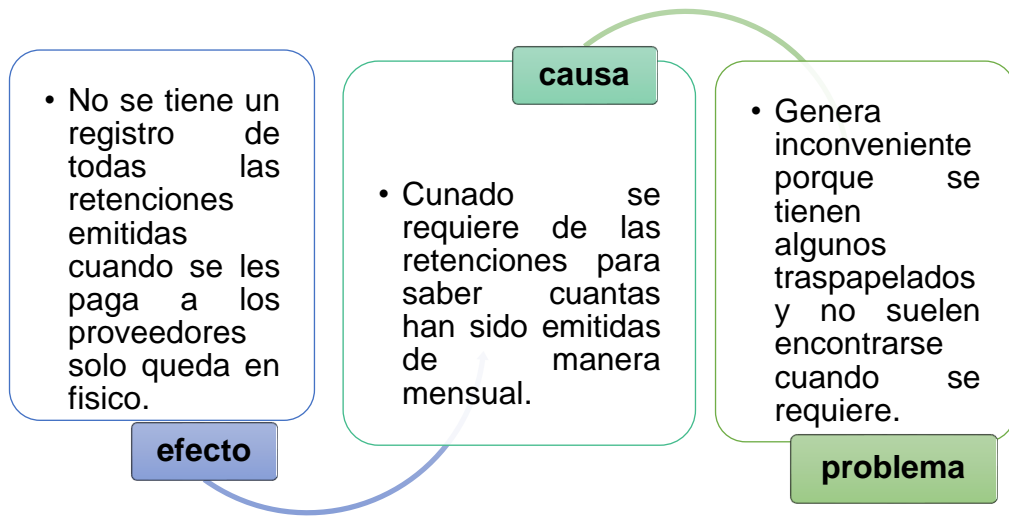 • No se tiene un
registro de
todas las
retenciones
emitidas
cuando se les
paga a los
proveedores
solo queda en
fisico.
efecto
causa
• Cunado se
requiere de las
retenciones para
saber cuantas
han sido emitidas
de manera
mensual.
• Genera
inconveniente
porque se
tienen
algunos
traspapelados
y no suelen
encontrarse
cuando se
requiere.
problema